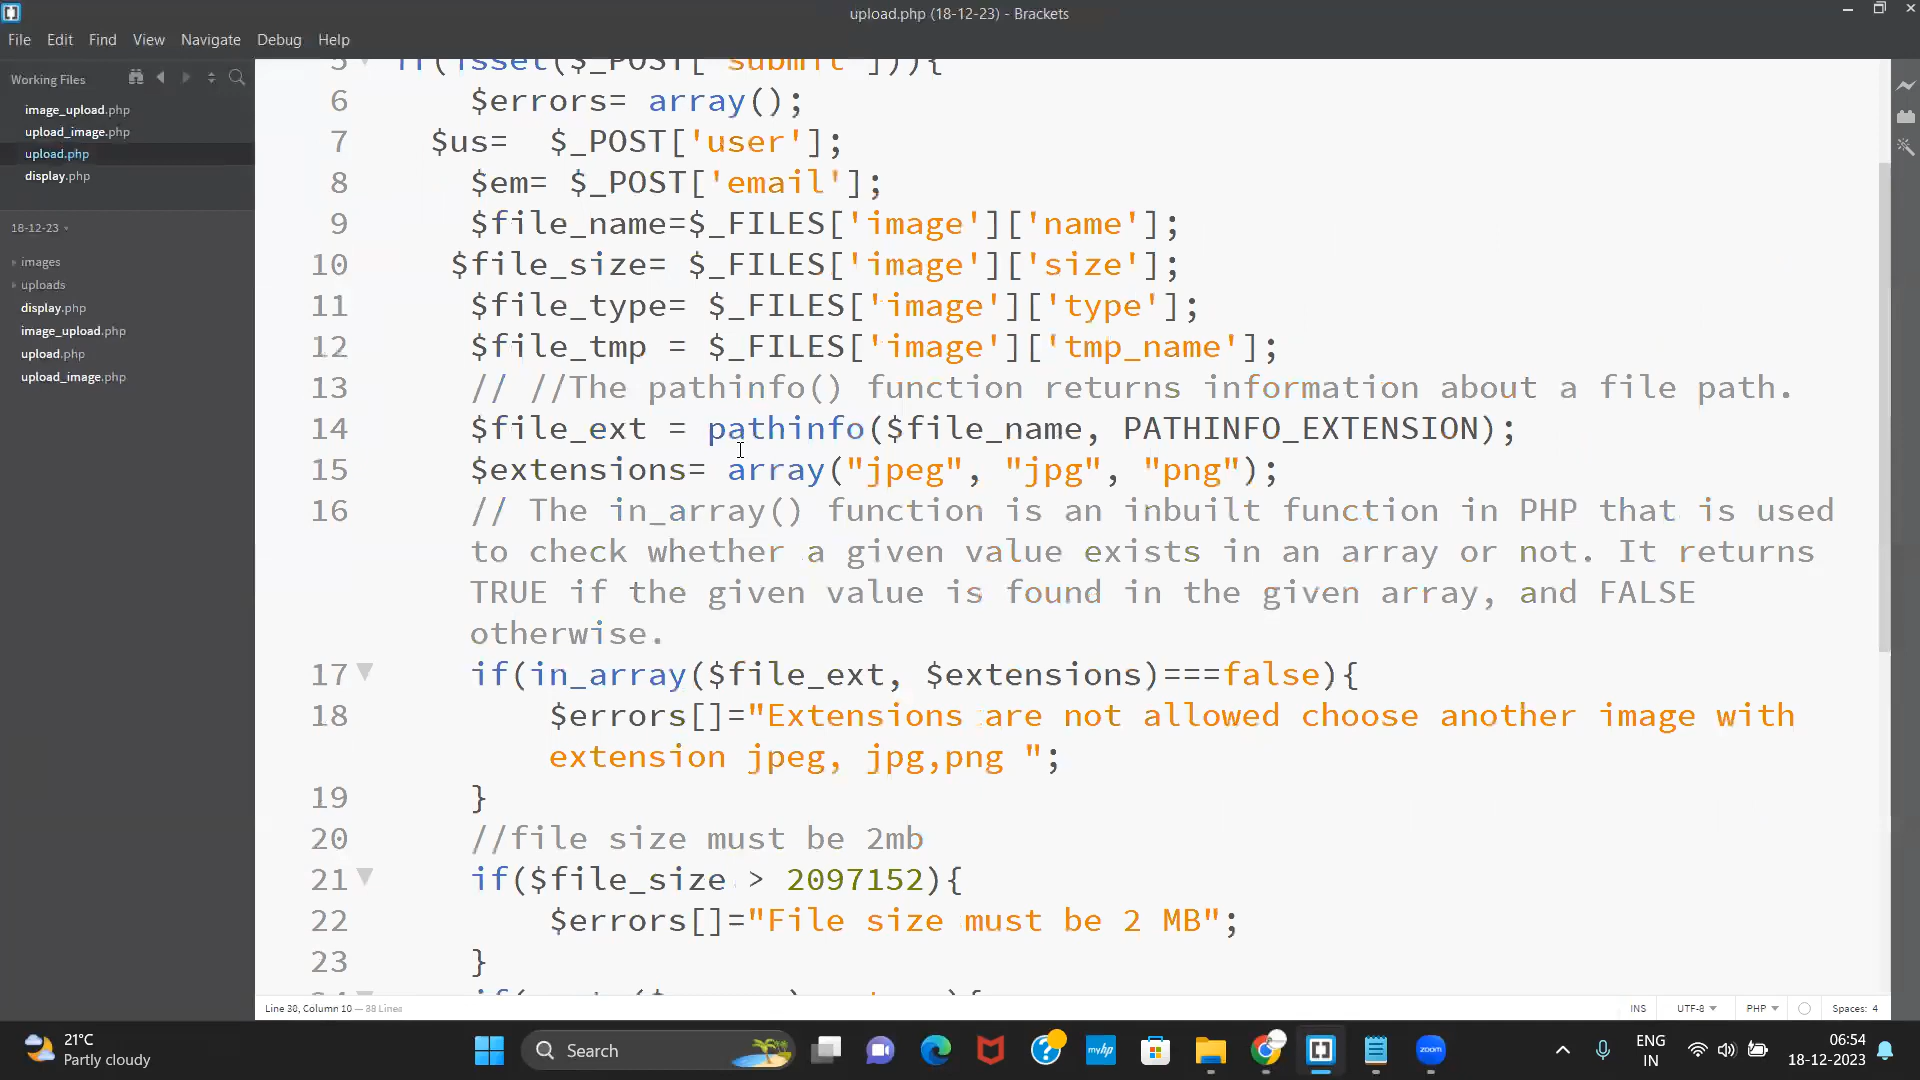 upload.php (18-12-23) - Brackets
File Edit Find View Navigate Debug Help
Working Files
image_upload.php
upload_image.php
upload.php
display.php
18-12-23
images
uploads
display.php
image_upload.php
upload.php
upload_image.php
5 if(isset($_POST['submit'])){
6 $errors= array();
7 $us=  $_POST['user'];
8 $em= $_POST['email'];
9 $file_name=$_FILES['image']['name'];
10 $file_size= $_FILES['image']['size'];
11 $file_type= $_FILES['image']['type'];
12 $file_tmp = $_FILES['image']['tmp_name'];
13 // //The pathinfo() function returns information about a file path.
14 $file_ext = pathinfo($file_name, PATHINFO_EXTENSION);
15 $extensions= array("jpeg", "jpg", "png");
16 // The in_array() function is an inbuilt function in PHP that is used
to check whether a given value exists in an array or not. It returns
TRUE if the given value is found in the given array, and FALSE
otherwise.
17 if(in_array($file_ext, $extensions)===false){
18 $errors[]="Extensions are not allowed choose another image with
extension jpeg, jpg,png ";
19 }
20 //file size must be 2mb
21 if($file_size > 2097152){
22 $errors[]="File size must be 2 MB";
23 }
Line 38, Column 10 — 38 Lines
INS UTF-8 PHP Spaces: 4
21°C
Partly cloudy
Search
myhp
zoom
ENG
IN
06:54
18-12-2023